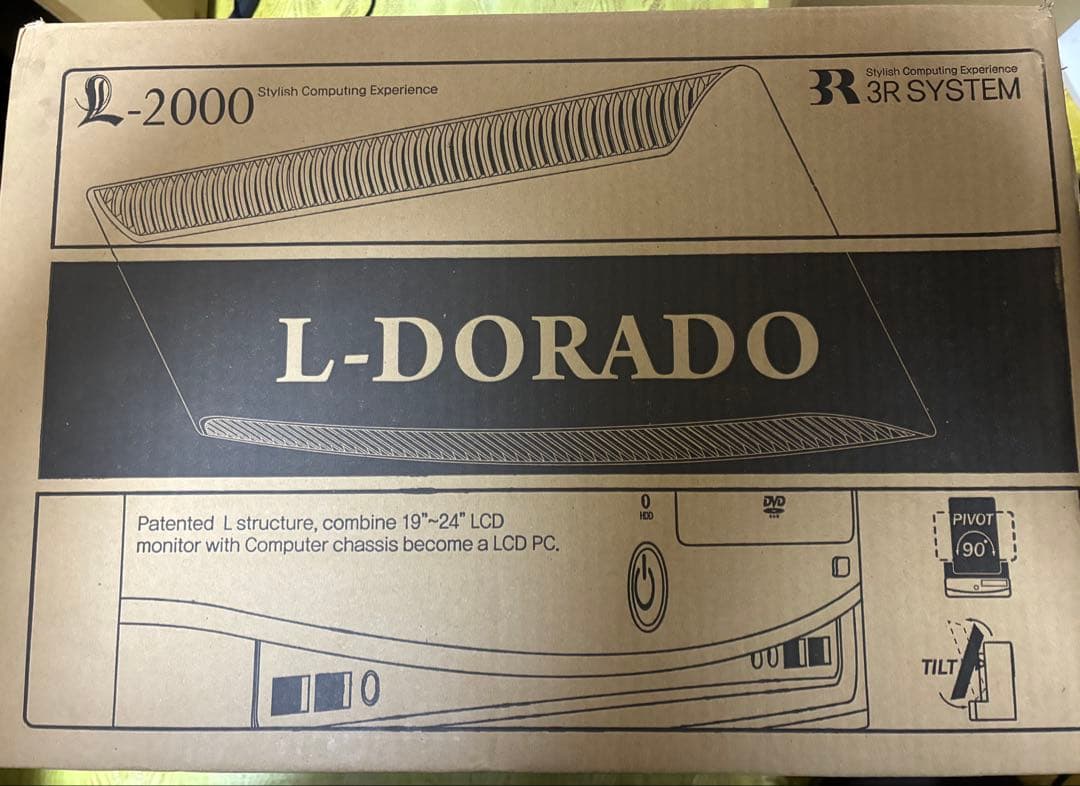 L-2000 Stylish Computing Experience
3R Stylish Computing Experience
3R SYSTEM
L-DORADO
Patented L structure, combine 19"~24" LCD
monitor with Computer chassis become a LCD PC.
HDD
DVD
PIVOT
90°
TILT